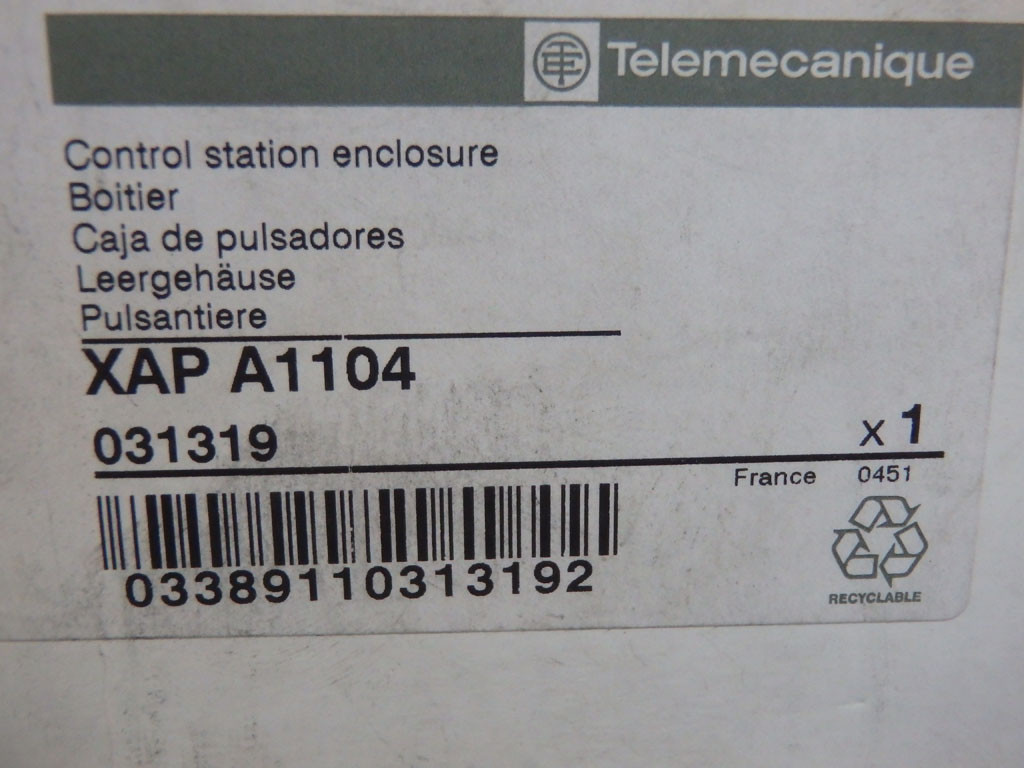 Telemecanique
Control station enclosure
Boitier
Caja de pulsadores
Leergehäuse
Pulsantiere
XAP A1104
031319
x 1
France 0451
03389110313192
RECYCLABLE